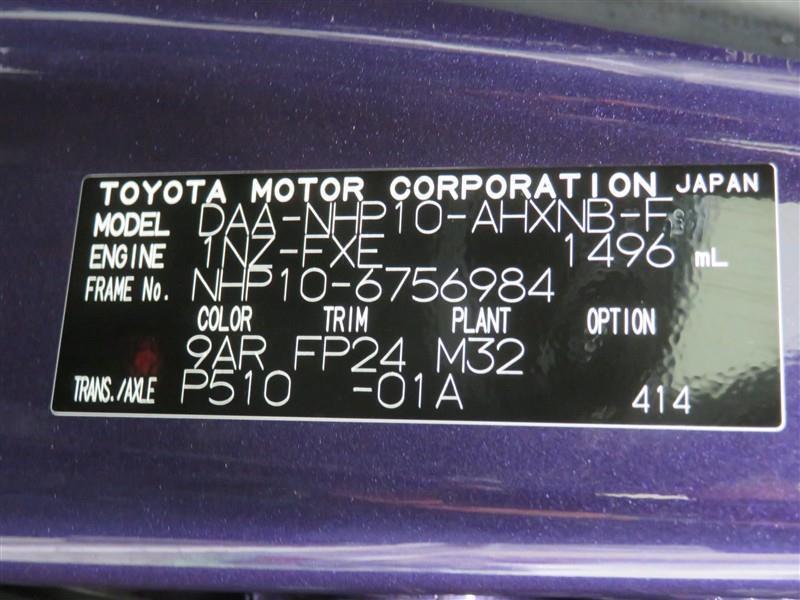 TOYOTA MOTOR CORPORATION JAPAN
MODEL DAA-NHP10-AHXNB-F
ENGINE 1NZ-FXE 1496 mL
FRAME No. NHP10-6756984
COLOR TRIM PLANT OPTION
9AR FP24 M32
TRANS./AXLE P510 -01A 414